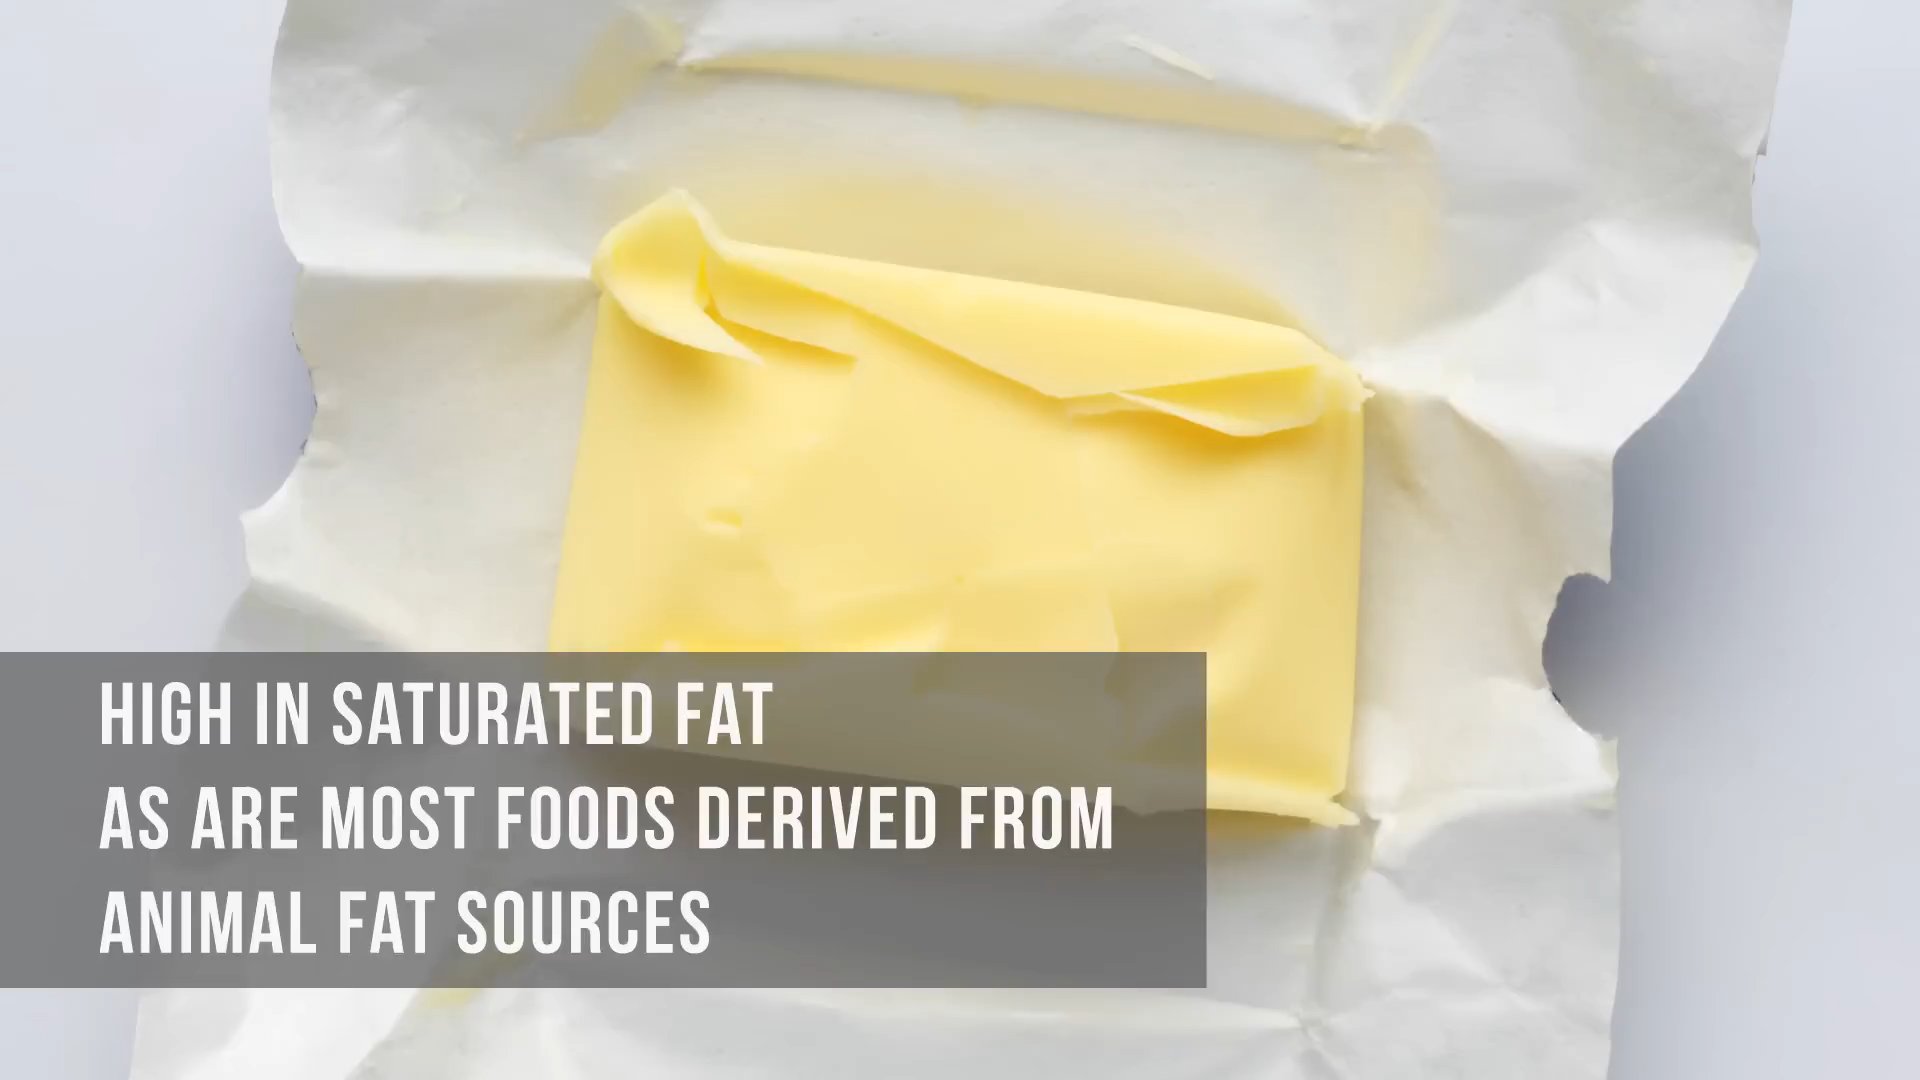 HIGH IN SATURATED FAT
AS ARE MOST FOODS DERIVED FROM
ANIMAL FAT SOURCES